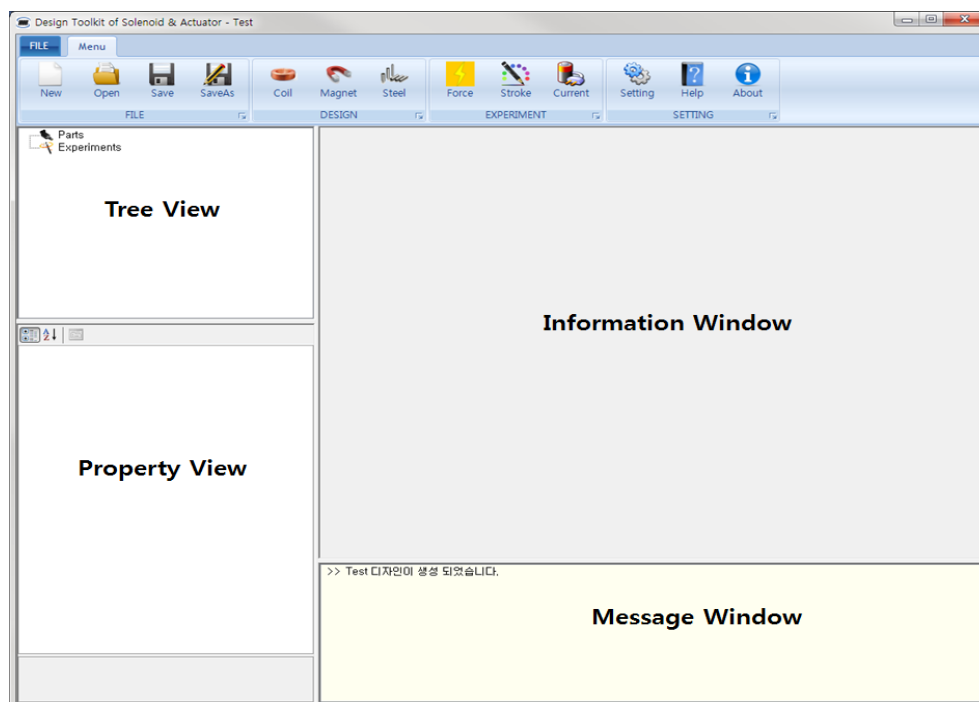 Design Toolkit of Solenoid & Actuator - Test
FILE Menu
New Open Save SaveAs Coil Magnet Steel Force Stroke Current Setting Help About
FILE DESIGN EXPERIMENT SETTING
Parts
Experiments
Tree View
Information Window
Property View
>> Test 디자인이 생성 되었습니다.
Message Window